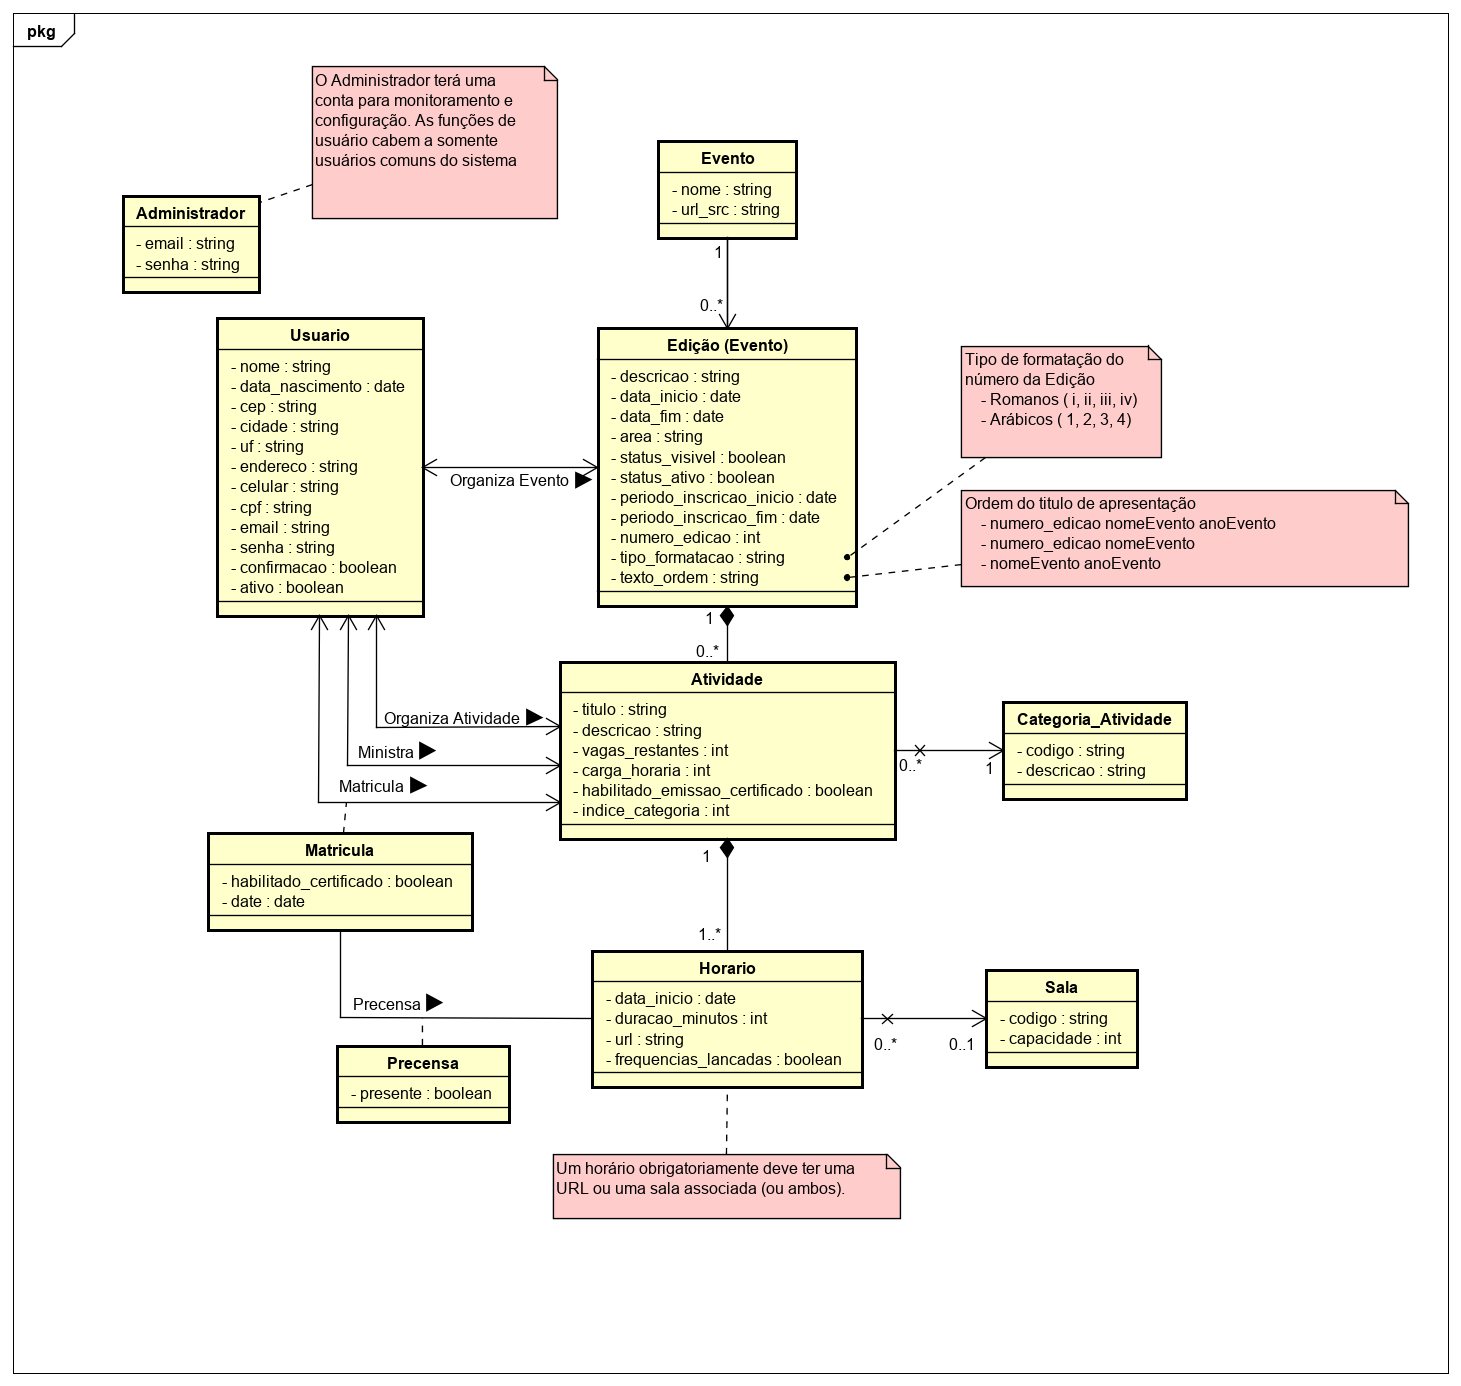 pkg
O Administrador terá uma
conta para monitoramento e
configuração. As funções de
usuário cabem a somente
usuários comuns do sistema
Evento
- nome : string
- url_src : string
Administrador
- email : string
- senha : string
1
0..*
Usuario
- nome : string
- data_nascimento : date
- cep : string
- cidade : string
- uf : string
- endereco : string
- celular : string
- cpf : string
- email : string
- senha : string
- confirmacao : boolean
- ativo : boolean
Organiza Evento
Edição (Evento)
- descricao : string
- data_inicio : date
- data_fim : date
- area : string
- status_visivel : boolean
- status_ativo : boolean
- periodo_inscricao_inicio : date
- periodo_inscricao_fim : date
- numero_edicao : int
- tipo_formatacao : string
- texto_ordem : string
Tipo de formatação do
número da Edição
- Romanos ( i, ii, iii, iv)
- Arábicos ( 1, 2, 3, 4)
Ordem do titulo de apresentação
- numero_edicao nomeEvento anoEvento
- numero_edicao nomeEvento
- nomeEvento anoEvento
1
0..*
Organiza Atividade
Ministra
Matricula
Atividade
- titulo : string
- descricao : string
- vagas_restantes : int
- carga_horaria : int
- habilitado_emissao_certificado : boolean
- indice_categoria : int
0..*
1
Categoria_Atividade
- codigo : string
- descricao : string
Matricula
- habilitado_certificado : boolean
- date : date
1
1..*
Precensa
Horario
- data_inicio : date
- duracao_minutos : int
- url : string
- frequencias_lancadas : boolean
0..*
0..1
Sala
- codigo : string
- capacidade : int
Precensa
- presente : boolean
Um horário obrigatoriamente deve ter uma
URL ou uma sala associada (ou ambos).